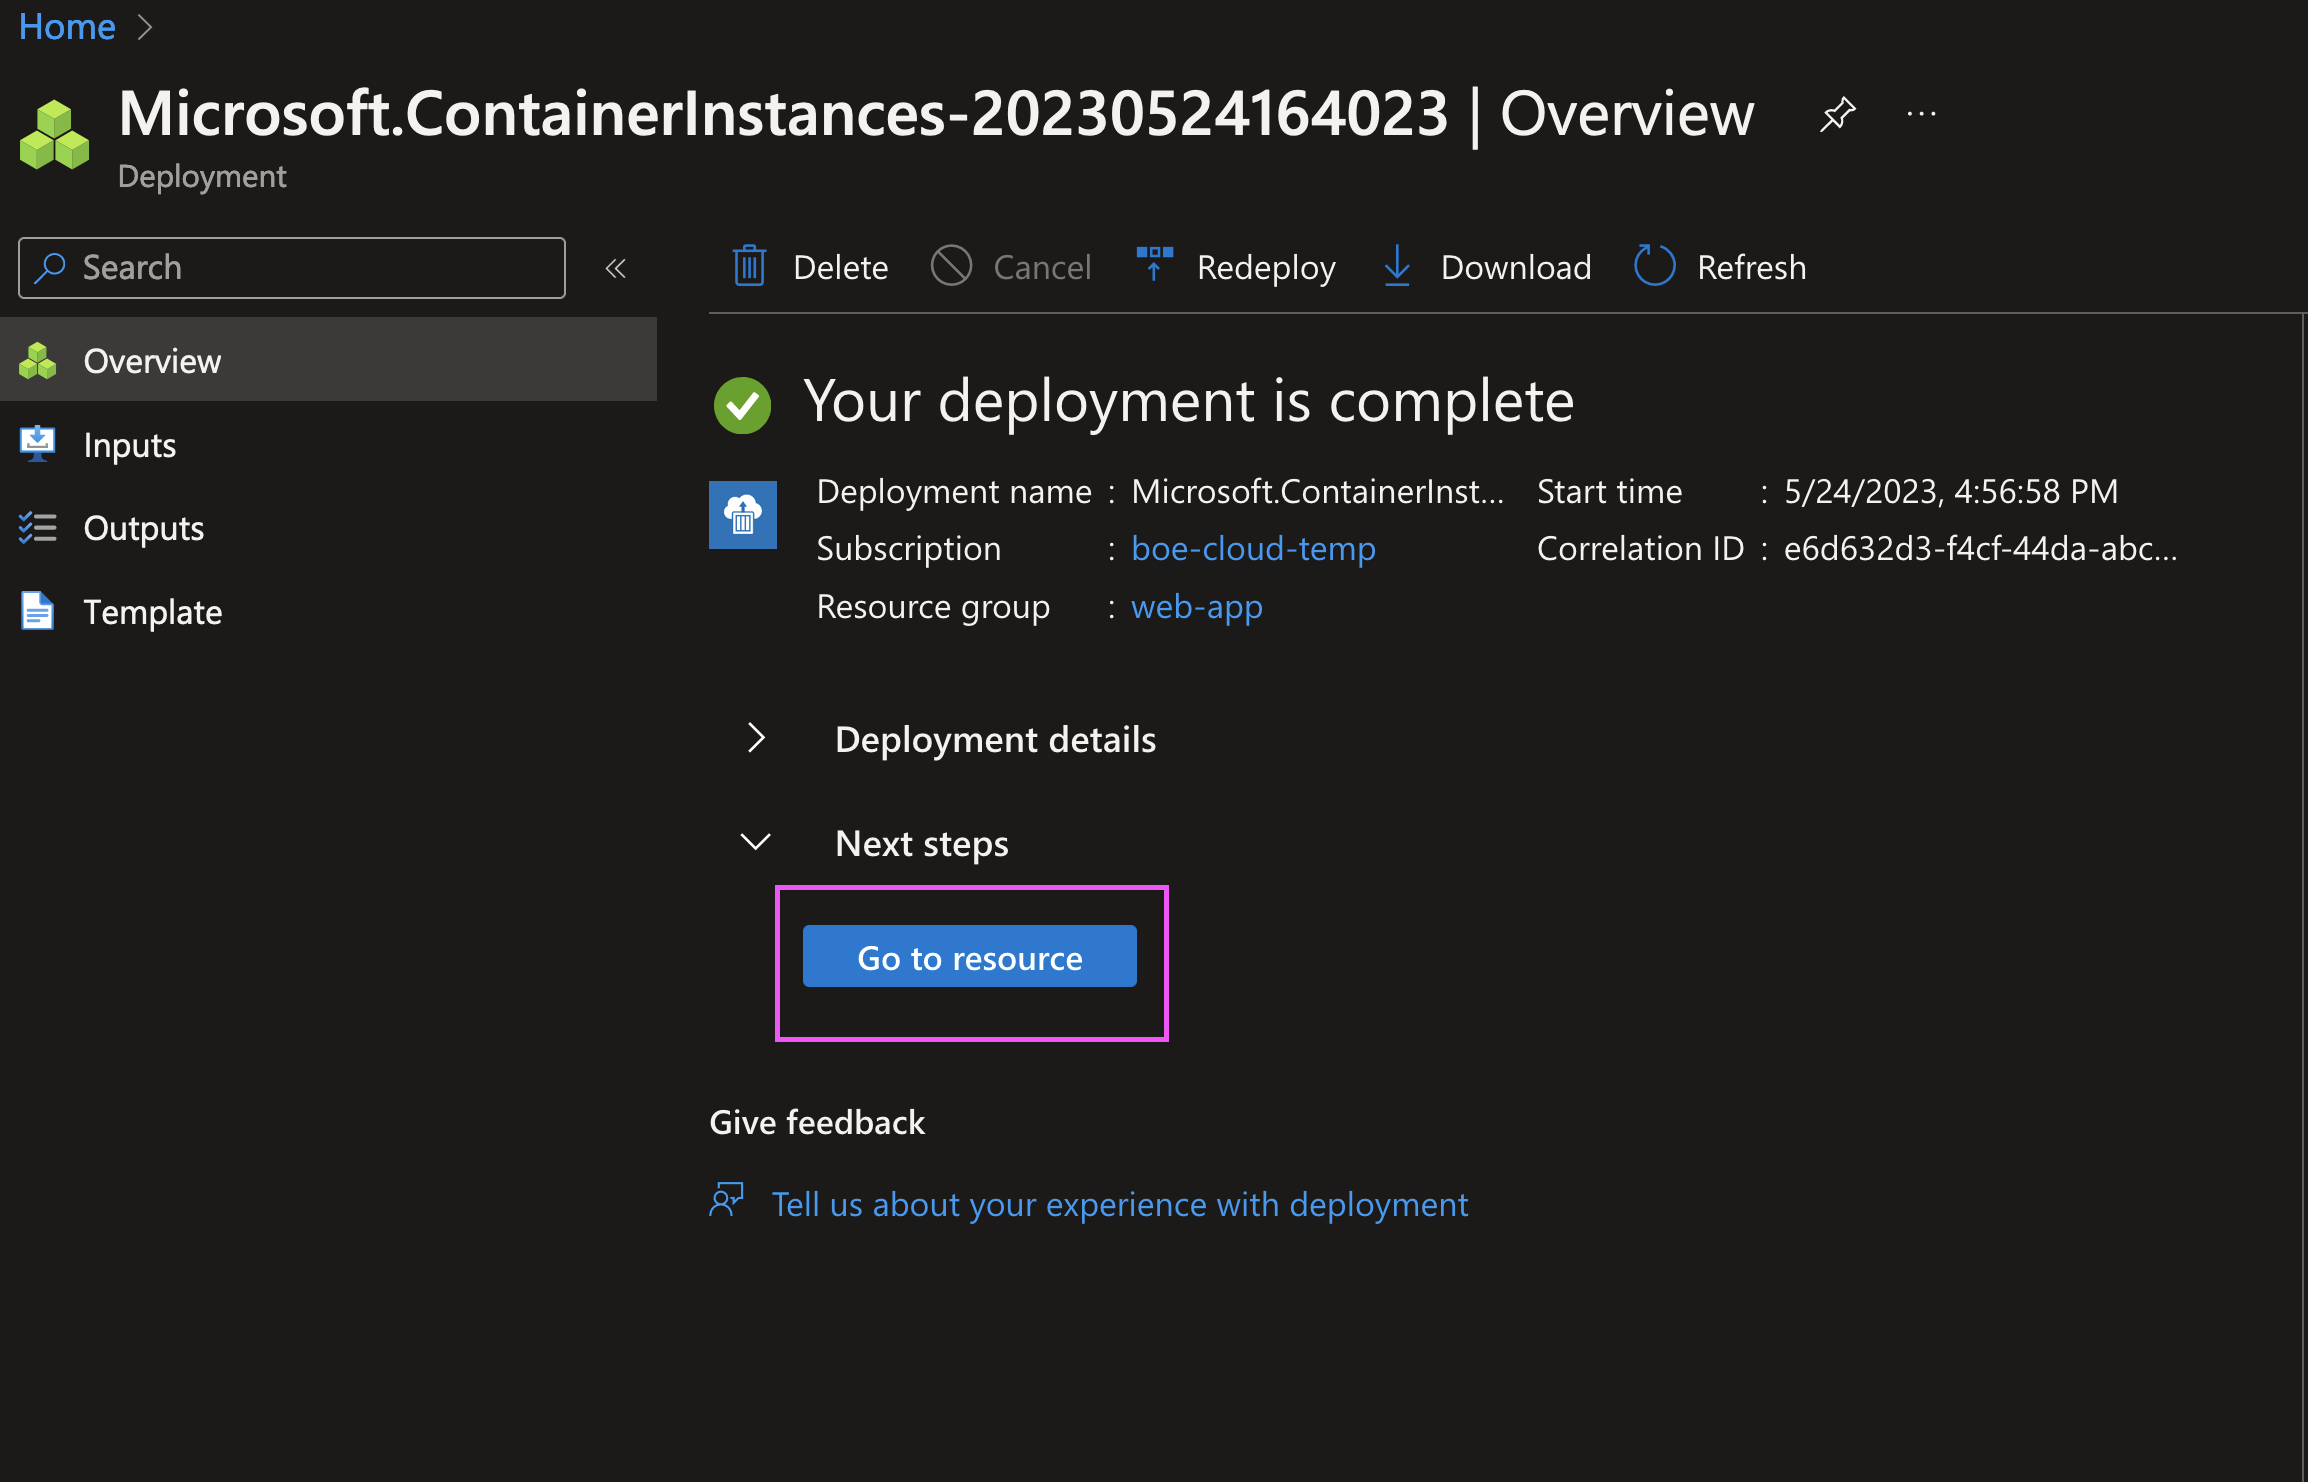 Home
Microsoft.ContainerInstances-20230524164023 | Overview
Deployment
Search
Delete
Cancel
Redeploy
Download
Refresh
Overview
Inputs
Outputs
Template
Your deployment is complete
Deployment name : Microsoft.ContainerInst...
Subscription : boe-cloud-temp
Resource group : web-app
Start time : 5/24/2023, 4:56:58 PM
Correlation ID : e6d632d3-f4cf-44da-abc...
Deployment details
Next steps
Go to resource
Give feedback
Tell us about your experience with deployment